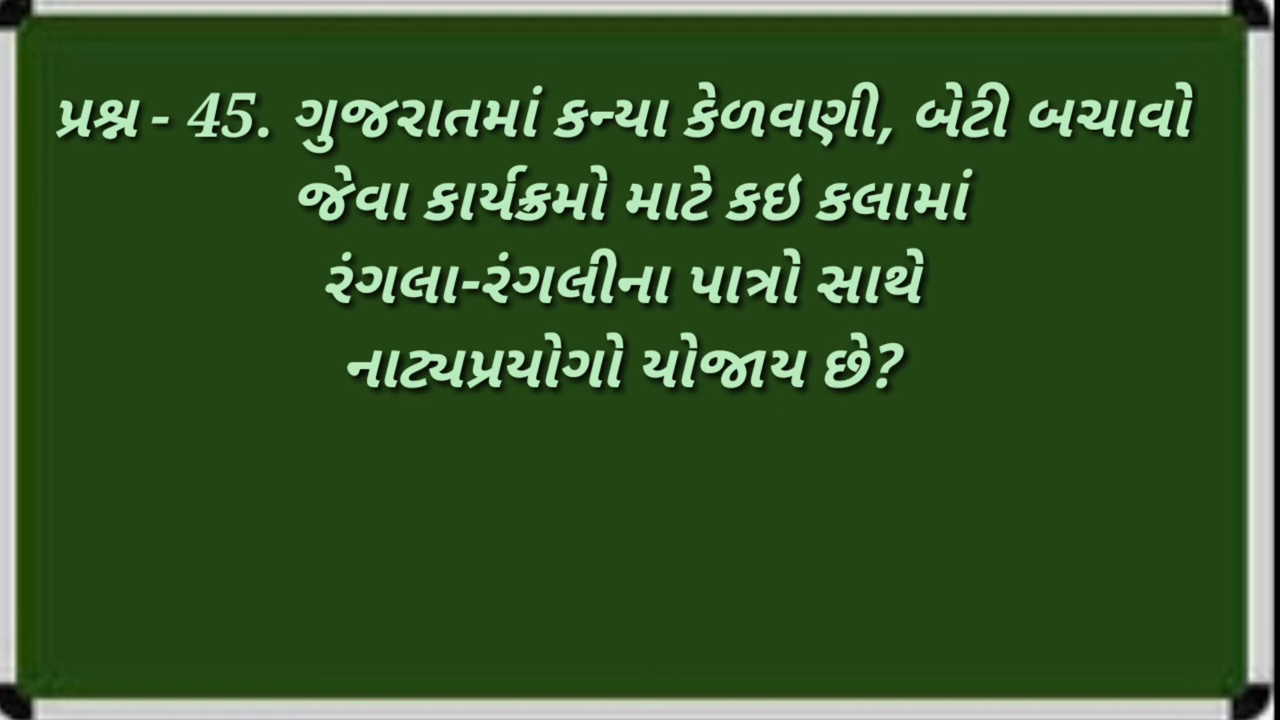 પ્રશ્ન - 45. ગુજરાતમાં કન્યા કેળવણી, બેટી બચાવો
જેવા કાર્યક્રમો માટે કઇ કલામાં
રંગલા-રંગલીના પાત્રો સાથે
નાટ્યપ્રયોગો યોજાય છે?